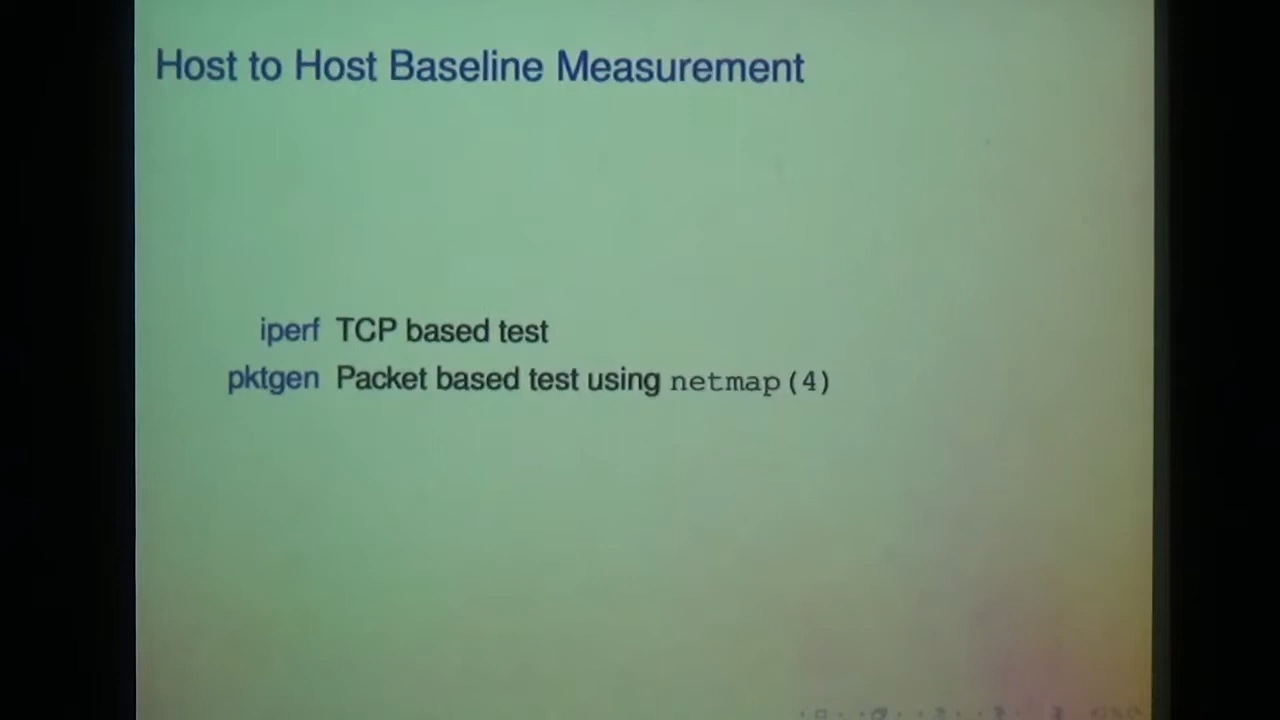 Host to Host Baseline Measurement
iperf TCP based test
pktgen Packet based test using netmap(4)